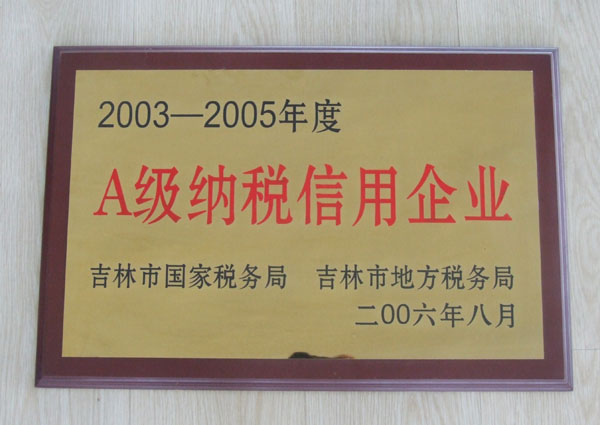 2003—2005年度
A级纳税信用企业
吉林市国家税务局 吉林市地方税务局
二00六年八月